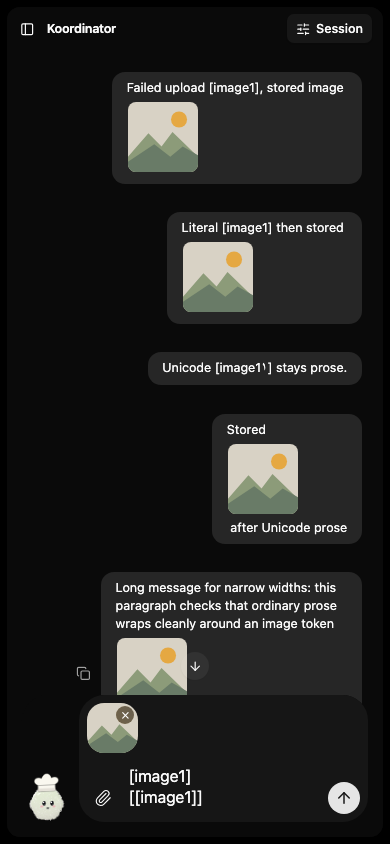 Koordinator
Session
Failed upload [image1], stored image
Literal [image1] then stored
Unicode [image1١] stays prose.
Stored
after Unicode prose
Long message for narrow widths: this
paragraph checks that ordinary prose
wraps cleanly around an image token
[image1]
[[image1]]